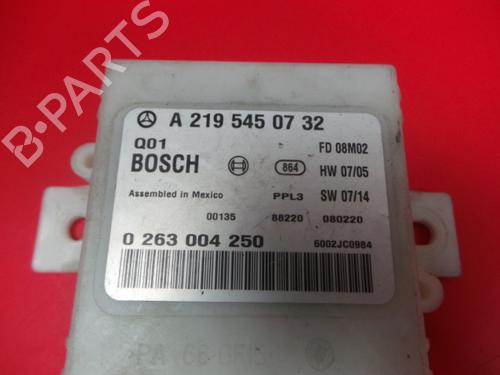 B-PARTS
A 219 545 07 32
Q01
FD 08M02
BOSCH
864
HW 07/05
Assembled in Mexico
PPL3
SW 07/14
00135
88220
080220
0 263 004 250
6002JC0984